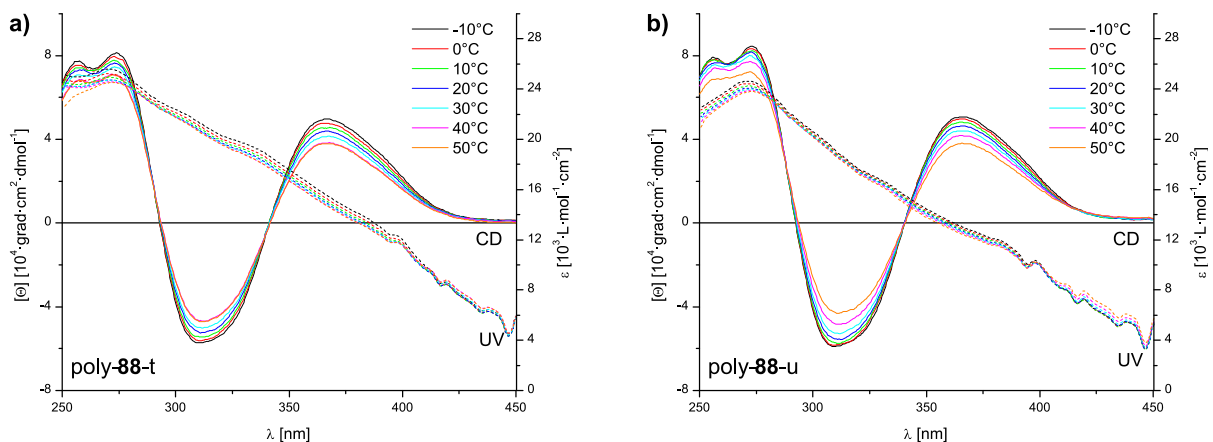 a)
-10°C
0°C
10°C
20°C
30°C
40°C
50°C
8
4
0
-4
-8
[Θ] [10⁴·grad·cm²·dmol⁻¹]
28
24
20
16
12
8
4
0
ε [10³·L·mol⁻¹·cm⁻²]
CD
UV
poly-88-t
250
300
350
400
450
λ [nm]
b)
-10°C
0°C
10°C
20°C
30°C
40°C
50°C
8
4
0
-4
-8
[Θ] [10⁴·grad·cm²·dmol⁻¹]
28
24
20
16
12
8
4
0
ε [10³·L·mol⁻¹·cm⁻²]
CD
UV
poly-88-u
250
300
350
400
450
λ [nm]